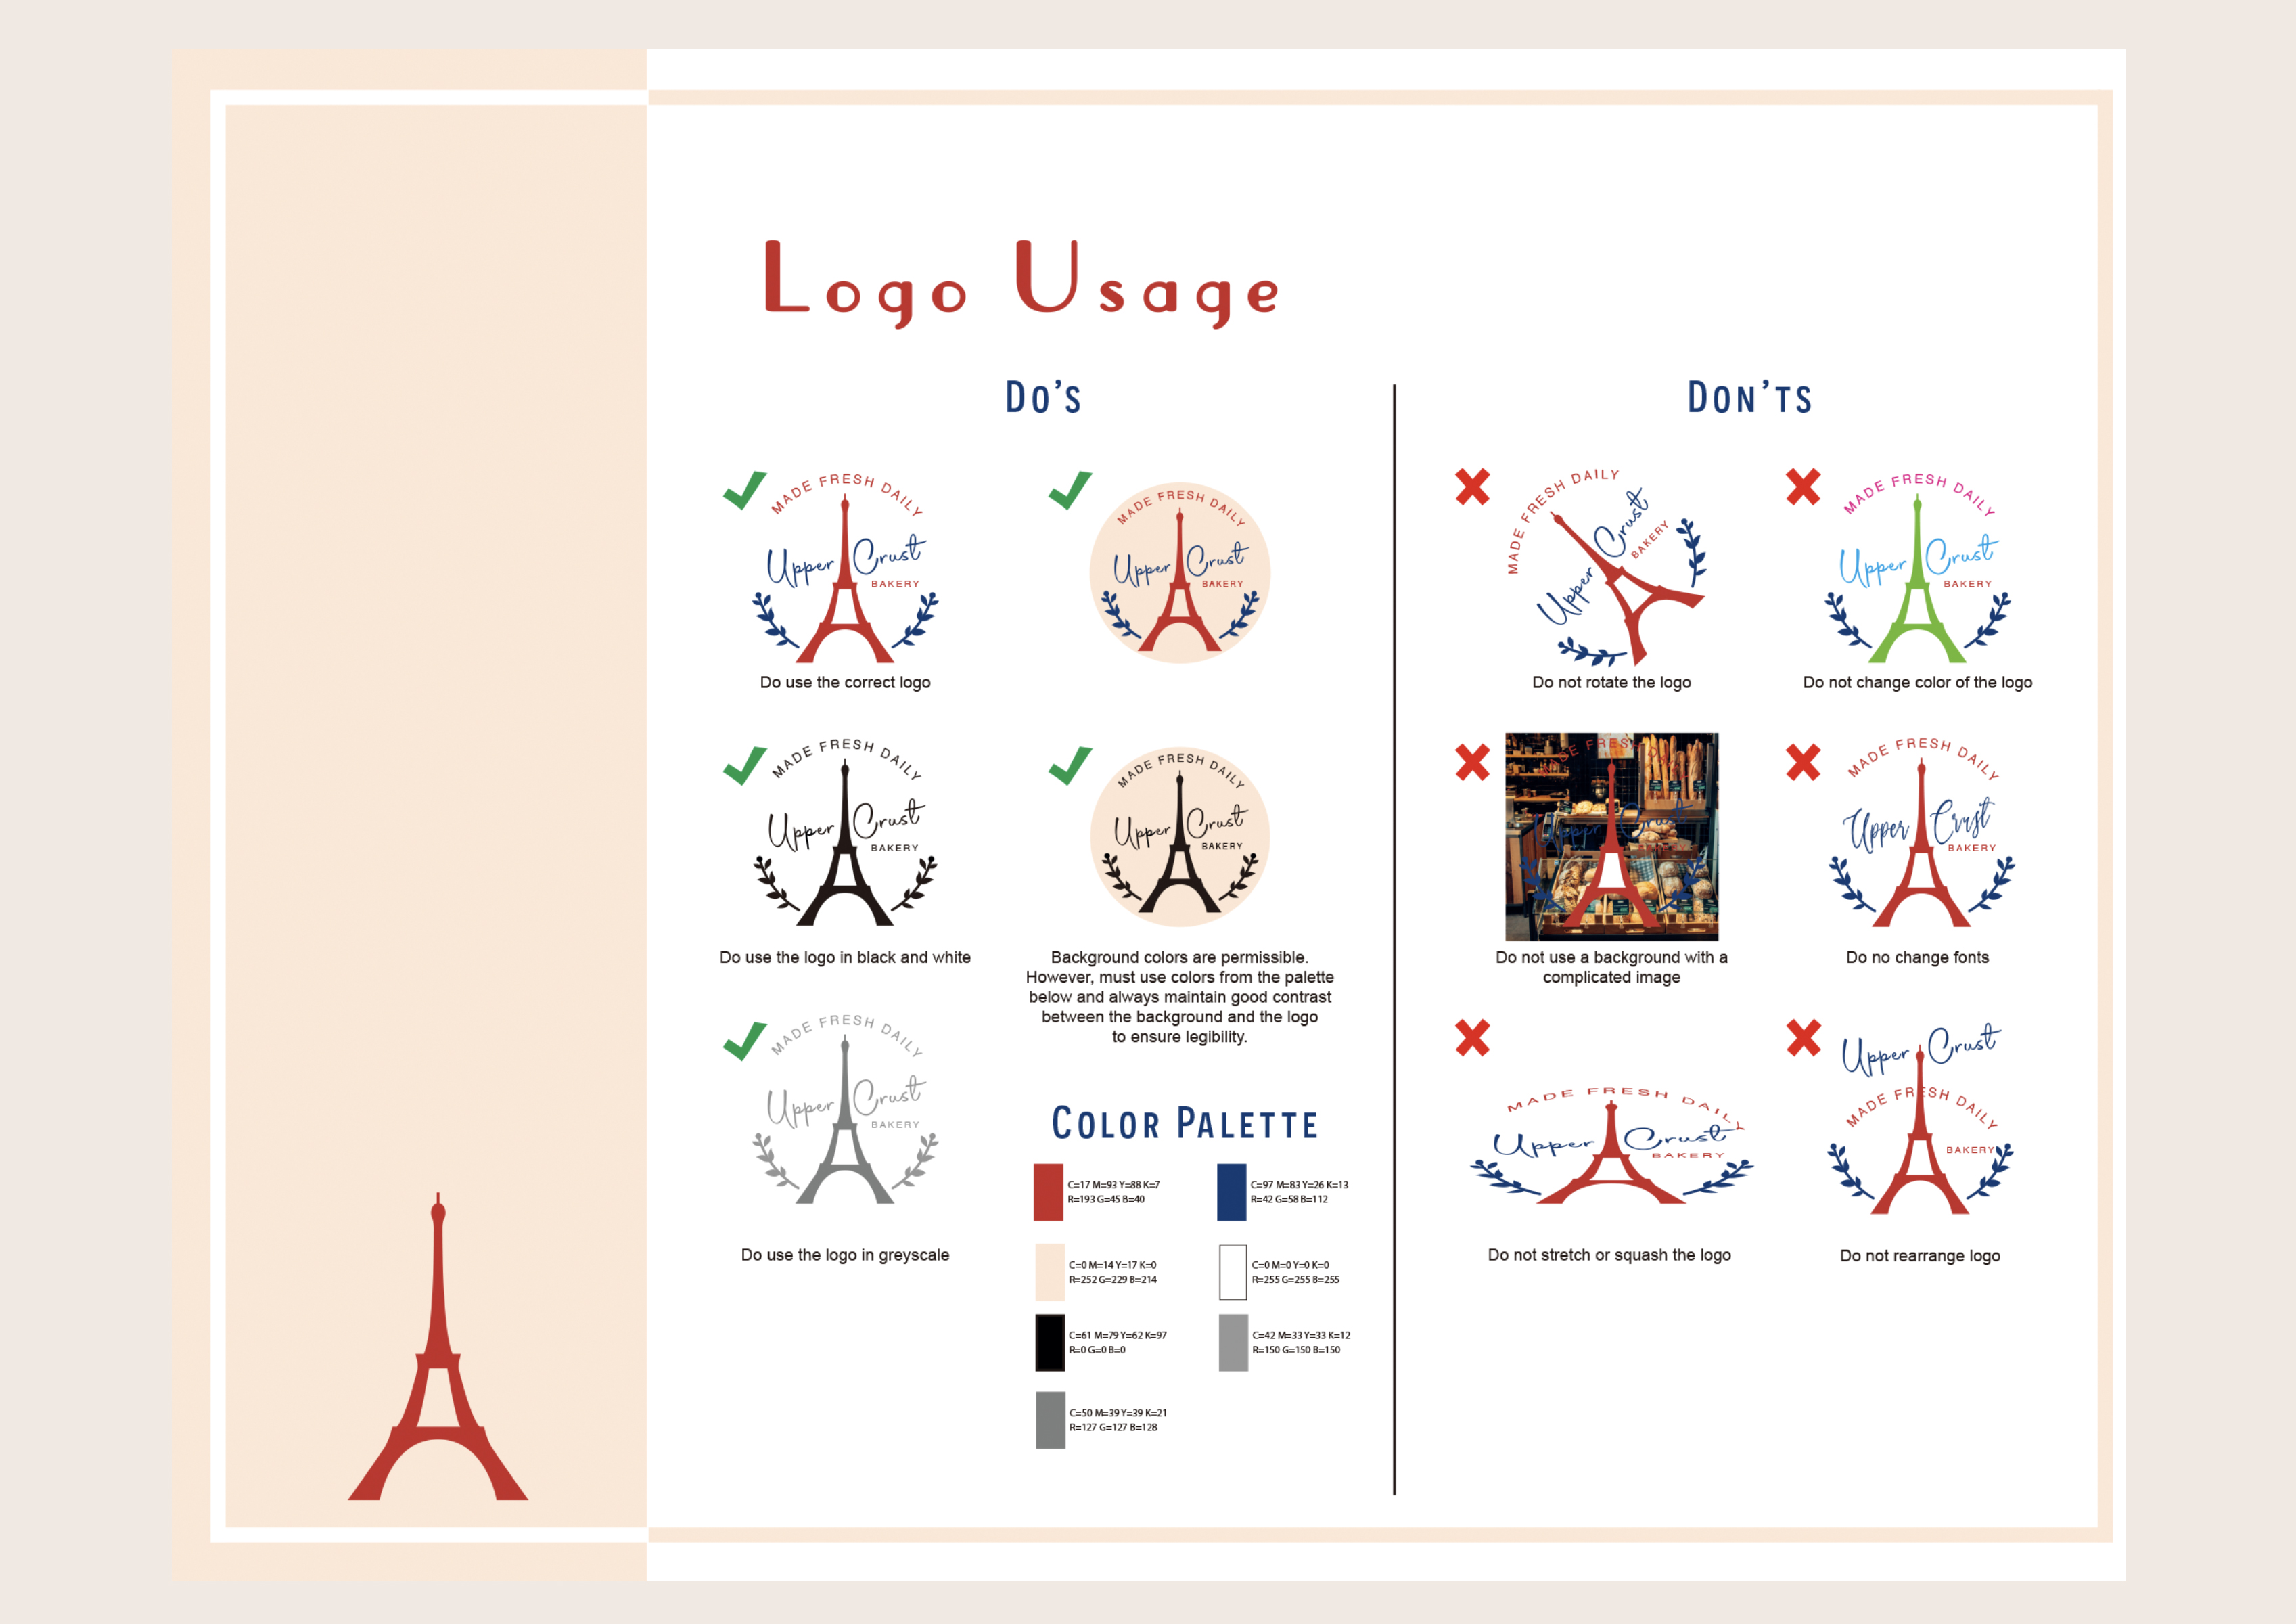 Logo Usage
Do's
MADE FRESH DAILY
Upper Crust
BAKERY
Do use the correct logo
MADE FRESH DAILY
Upper Crust
BAKERY
MADE FRESH DAILY
Upper Crust
BAKERY
Do use the logo in black and white
MADE FRESH DAILY
Upper Crust
BAKERY
Background colors are permissible.
However, must use colors from the palette
below and always maintain good contrast
between the background and the logo
to ensure legibility.
MADE FRESH DAILY
Upper Crust
BAKERY
Do use the logo in greyscale
Color Palette
C=17 M=93 Y=88 K=7
R=193 G=45 B=40
C=97 M=83 Y=26 K=13
R=42 G=58 B=112
C=0 M=14 Y=17 K=0
R=252 G=229 B=214
C=0 M=0 Y=0 K=0
R=255 G=255 B=255
C=61 M=79 Y=62 K=97
R=0 G=0 B=0
C=42 M=33 Y=33 K=12
R=150 G=150 B=150
C=50 M=39 Y=39 K=21
R=127 G=127 B=128
Don'ts
MADE FRESH DAILY
Upper Crust
BAKERY
Do not rotate the logo
MADE FRESH DAILY
Upper Crust
BAKERY
Do not change color of the logo
Upper Crust
Do not use a background with a
complicated image
MADE FRESH DAILY
Upper Crust
BAKERY
Do no change fonts
MADE FRESH DAILY
Upper Crust
BAKERY
Do not stretch or squash the logo
Upper Crust
MADE FRESH DAILY
BAKERY
Do not rearrange logo